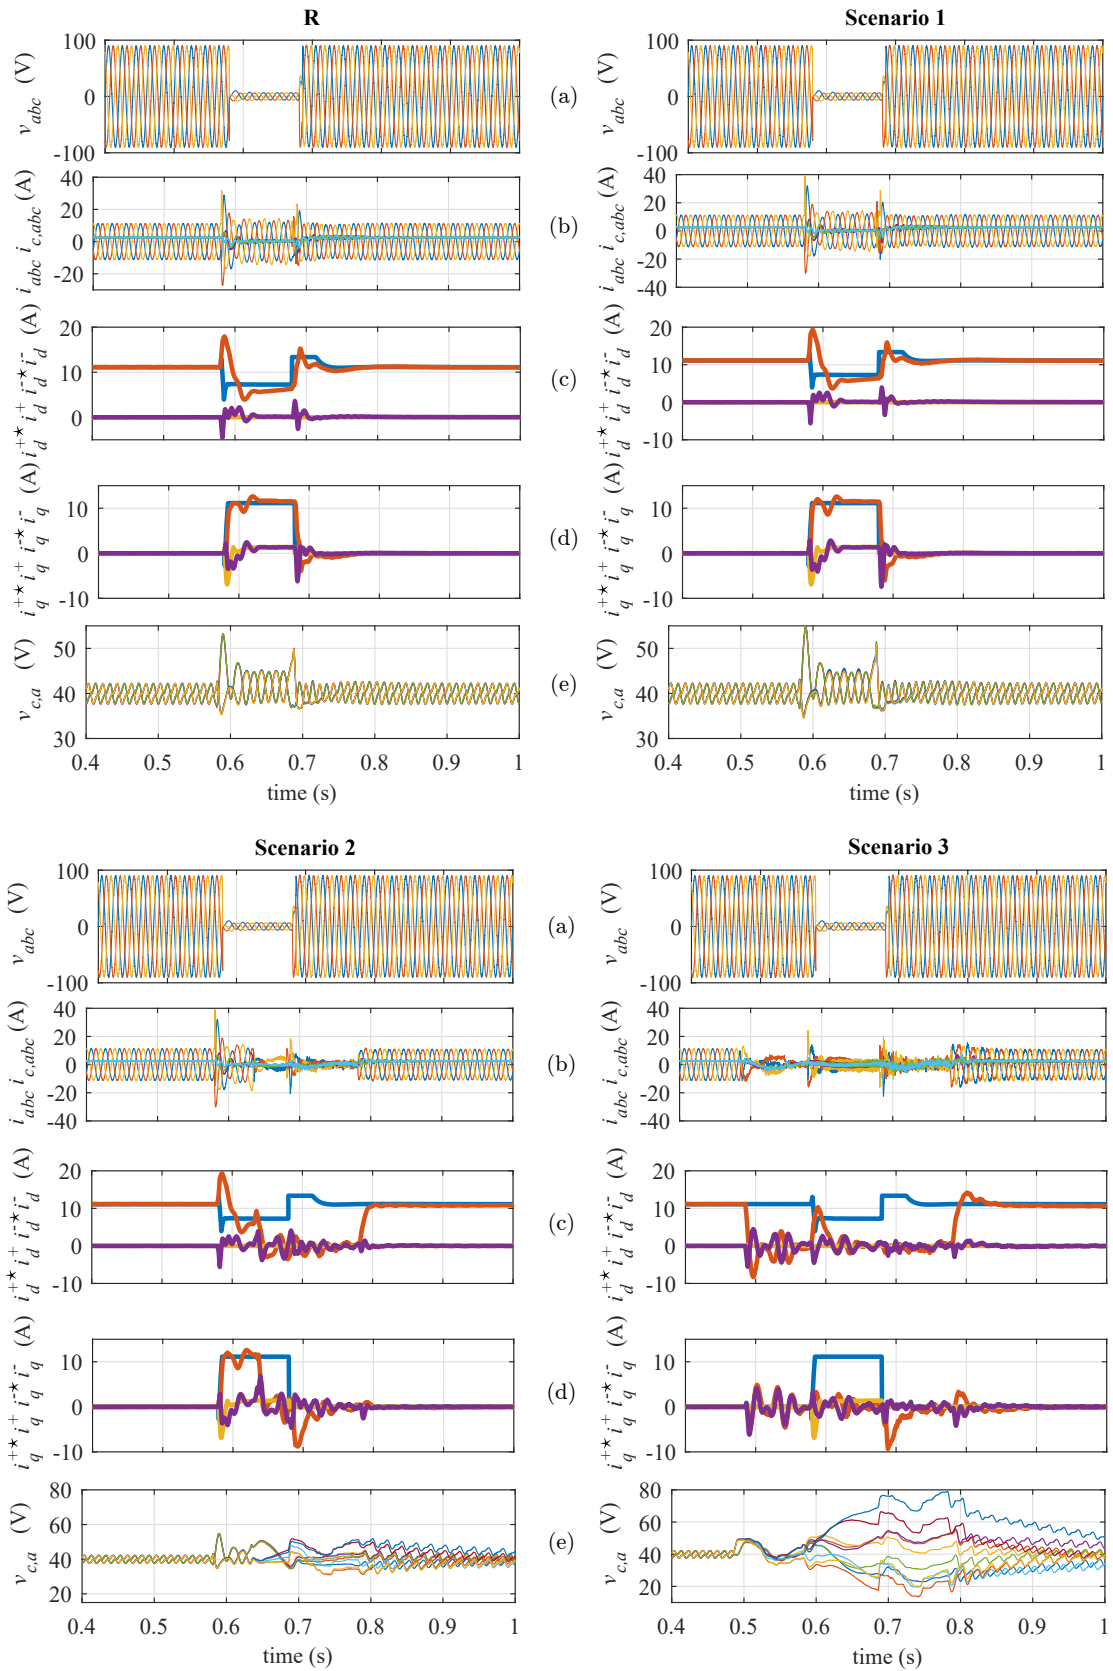 R
100
0
-100
v_abc (V)
(a)
Scenario 1
100
0
-100
v_abc (V)
40
20
0
-20
i_abc i_c,abc (A)
(b)
40
20
0
-20
-40
i_abc i_c,abc (A)
20
10
0
i_d^+★ i_d^+ i_d^-★ i_d^- (A)
(c)
20
10
0
-10
i_d^+★ i_d^+ i_d^-★ i_d^- (A)
10
0
-10
i_q^+★ i_q^+ i_q^-★ i_q^- (A)
(d)
10
0
-10
i_q^+★ i_q^+ i_q^-★ i_q^- (A)
50
40
30
v_c,a (V)
(e)
50
40
30
v_c,a (V)
0.4 0.5 0.6 0.7 0.8 0.9 1
time (s)
0.4 0.5 0.6 0.7 0.8 0.9 1
time (s)
Scenario 2
100
0
-100
v_abc (V)
(a)
Scenario 3
100
0
-100
v_abc (V)
40
20
0
-20
-40
i_abc i_c,abc (A)
(b)
40
20
0
-20
-40
i_abc i_c,abc (A)
20
10
0
-10
i_d^+★ i_d^+ i_d^-★ i_d^- (A)
(c)
20
10
0
-10
i_d^+★ i_d^+ i_d^-★ i_d^- (A)
10
0
-10
i_q^+★ i_q^+ i_q^-★ i_q^- (A)
(d)
10
0
-10
i_q^+★ i_q^+ i_q^-★ i_q^- (A)
80
60
40
20
v_c,a (V)
(e)
80
60
40
20
v_c,a (V)
0.4 0.5 0.6 0.7 0.8 0.9 1
time (s)
0.4 0.5 0.6 0.7 0.8 0.9 1
time (s)